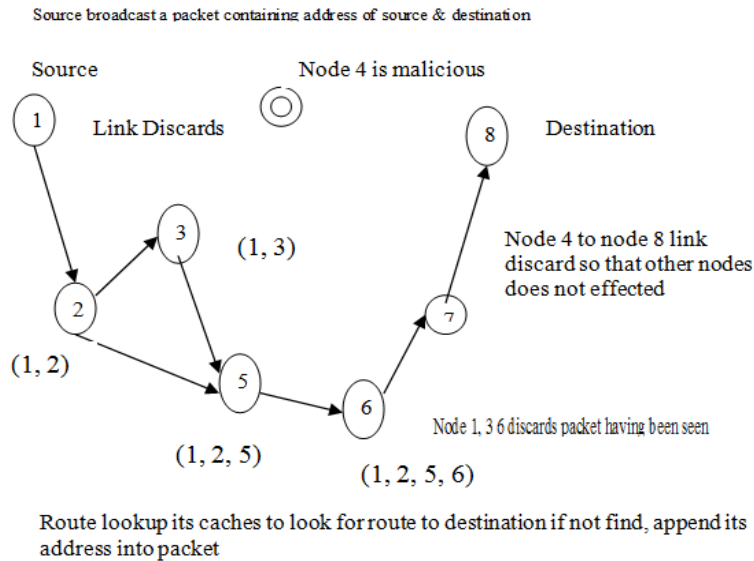 Source broadcast a packet containing address of source & destination
Source
Node 4 is malicious
1
Link Discards
8
Destination
3
(1, 3)
Node 4 to node 8 link
discard so that other nodes
does not effected
2
7
(1, 2)
5
6
Node 1, 3 6 discards packet having been seen
(1, 2, 5)
(1, 2, 5, 6)
Route lookup its caches to look for route to destination if not find, append its
address into packet